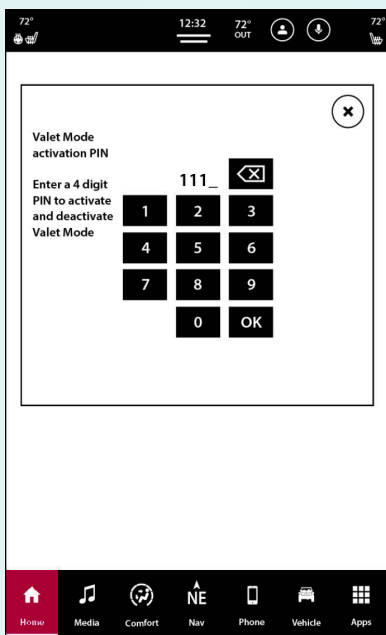 72°
12:32
72°
OUT
72°
Valet Mode
activation PIN
Enter a 4 digit
PIN to activate
and deactivate
Valet Mode
111_
1 2 3
4 5 6
7 8 9
0 OK
NE
Home Media Comfort Nav Phone Vehicle Apps